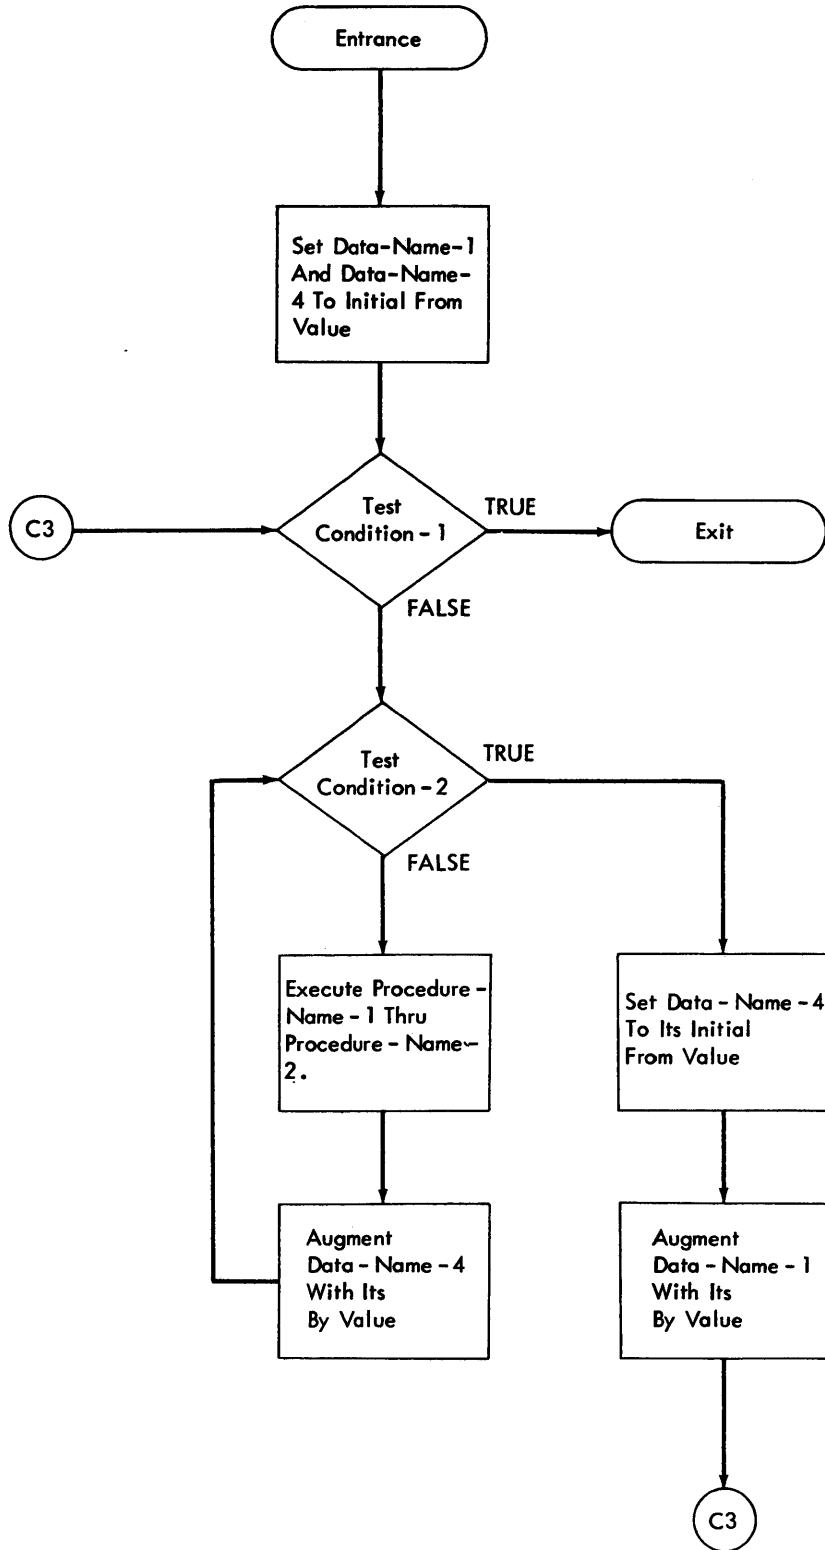 Entrance
Set Data-Name-1
And Data-Name-
4 To Initial From
Value
C3
Test
Condition - 1
TRUE
Exit
FALSE
Test
Condition - 2
TRUE
FALSE
Execute Procedure -
Name - 1 Thru
Procedure - Name -
2.
Set Data - Name - 4
To Its Initial
From Value
Augment
Data - Name - 4
With Its
By Value
Augment
Data - Name - 1
With Its
By Value
C3